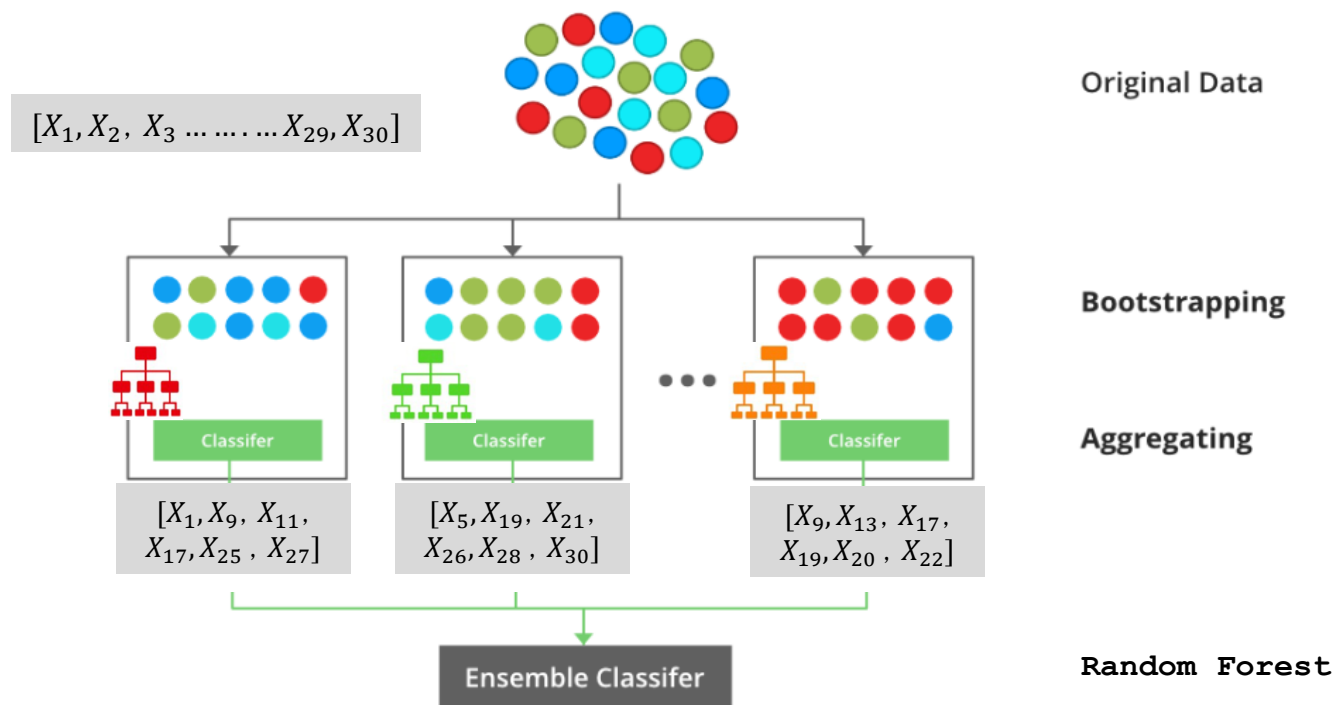 Original Data
[X₁, X₂, X₃ … … . … X₂₉, X₃₀]
Bootstrapping
Classifer
Classifer
Classifer
Aggregating
[X₁, X₉, X₁₁,
X₁₇, X₂₅ , X₂₇]
[X₅, X₁₉, X₂₁,
X₂₆, X₂₈ , X₃₀]
[X₉, X₁₃, X₁₇,
X₁₉, X₂₀ , X₂₂]
Ensemble Classifer
Random Forest